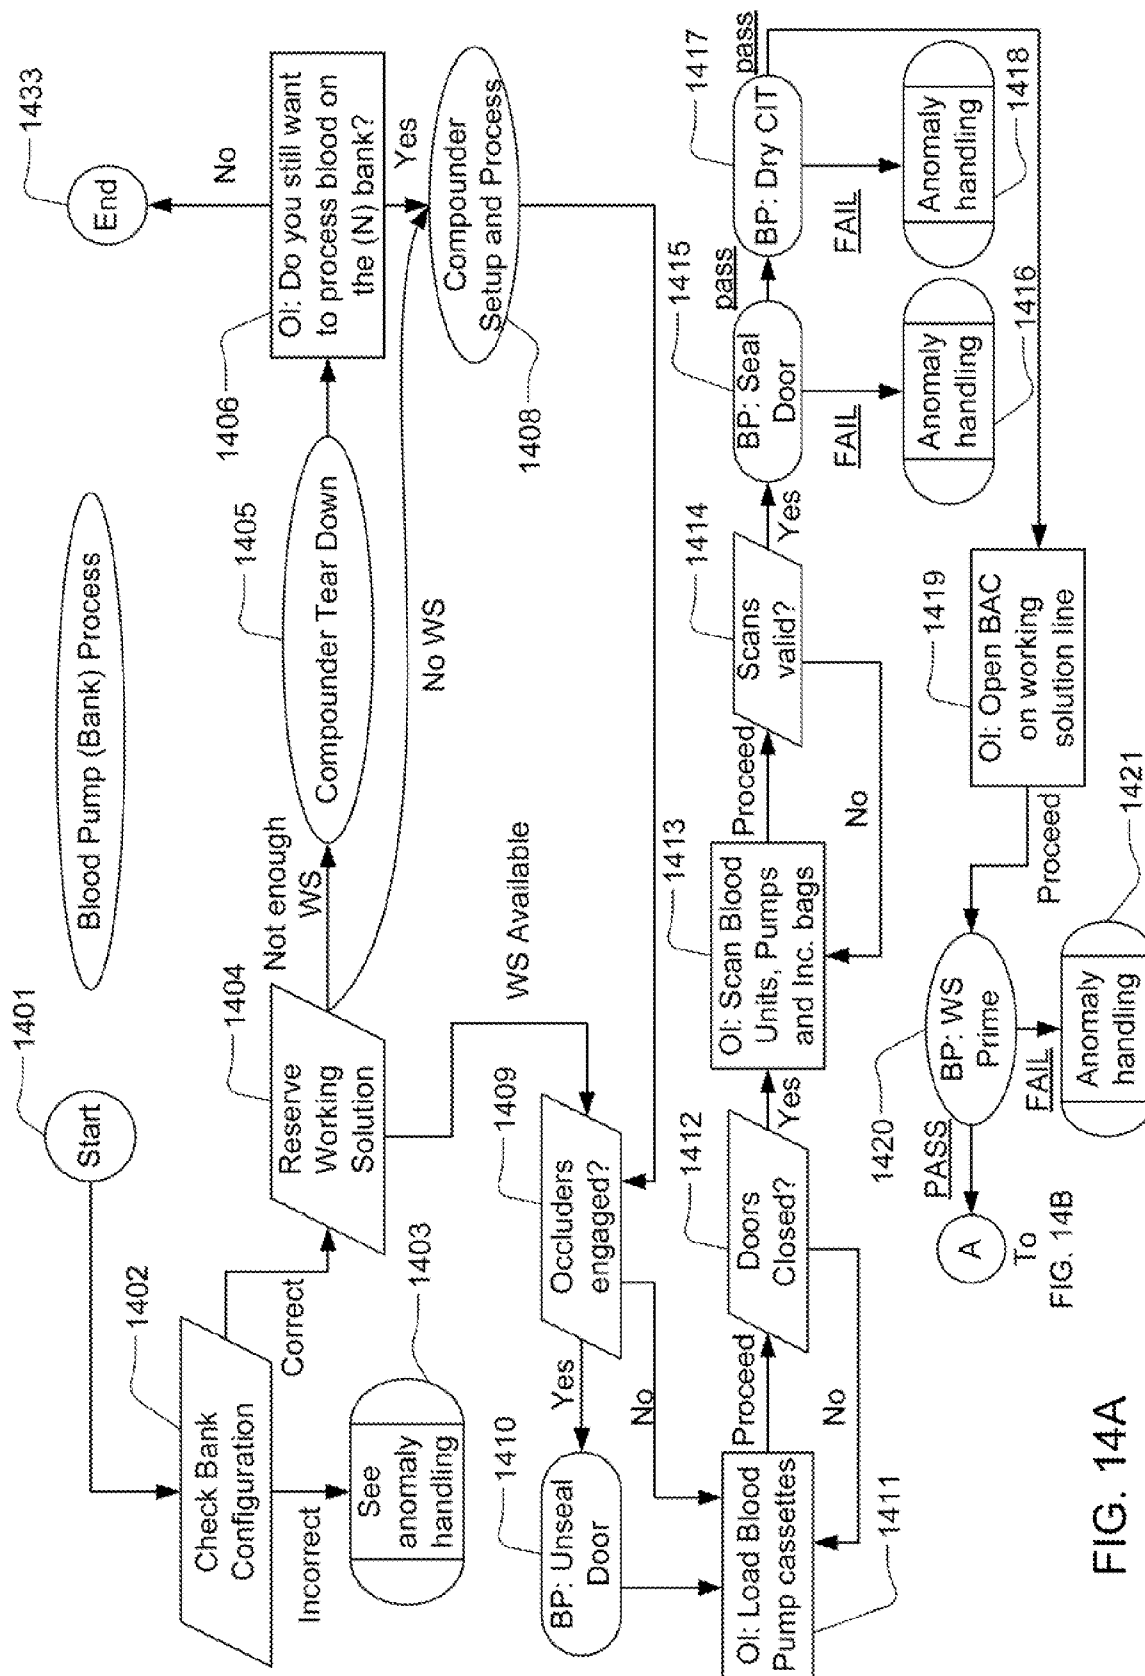 Blood Pump (Bank) Process
1401
Start
1402
Check Bank
Configuration
Incorrect
Correct
See
anomaly
handling
1403
1404
Reserve
Working
Solution
Not enough
WS
No WS
WS Available
1405
Compounder Tear Down
1406
OI: Do you still want
to process blood on
the (N) bank?
No
Yes
End
1433
Compounder
Setup and Process
1408
1409
Occluders
engaged?
Yes
No
1410
BP: Unseal
Door
OI: Load Blood
Pump cassettes
1411
Proceed
1412
Doors
Closed?
Yes
No
1413
OI: Scan Blood
Units, Pumps
and Inc. bags
Proceed
1414
Scans
valid?
Yes
No
1415
BP: Seal
Door
pass
FAIL
Anomaly
handling
1416
1417
BP: Dry CIT
pass
FAIL
Anomaly
handling
1418
OI: Open BAC
on working
solution line
1419
Proceed
1420
BP: WS
Prime
PASS
FAIL
Anomaly
handling
1421
A
To
FIG. 14B
FIG. 14A